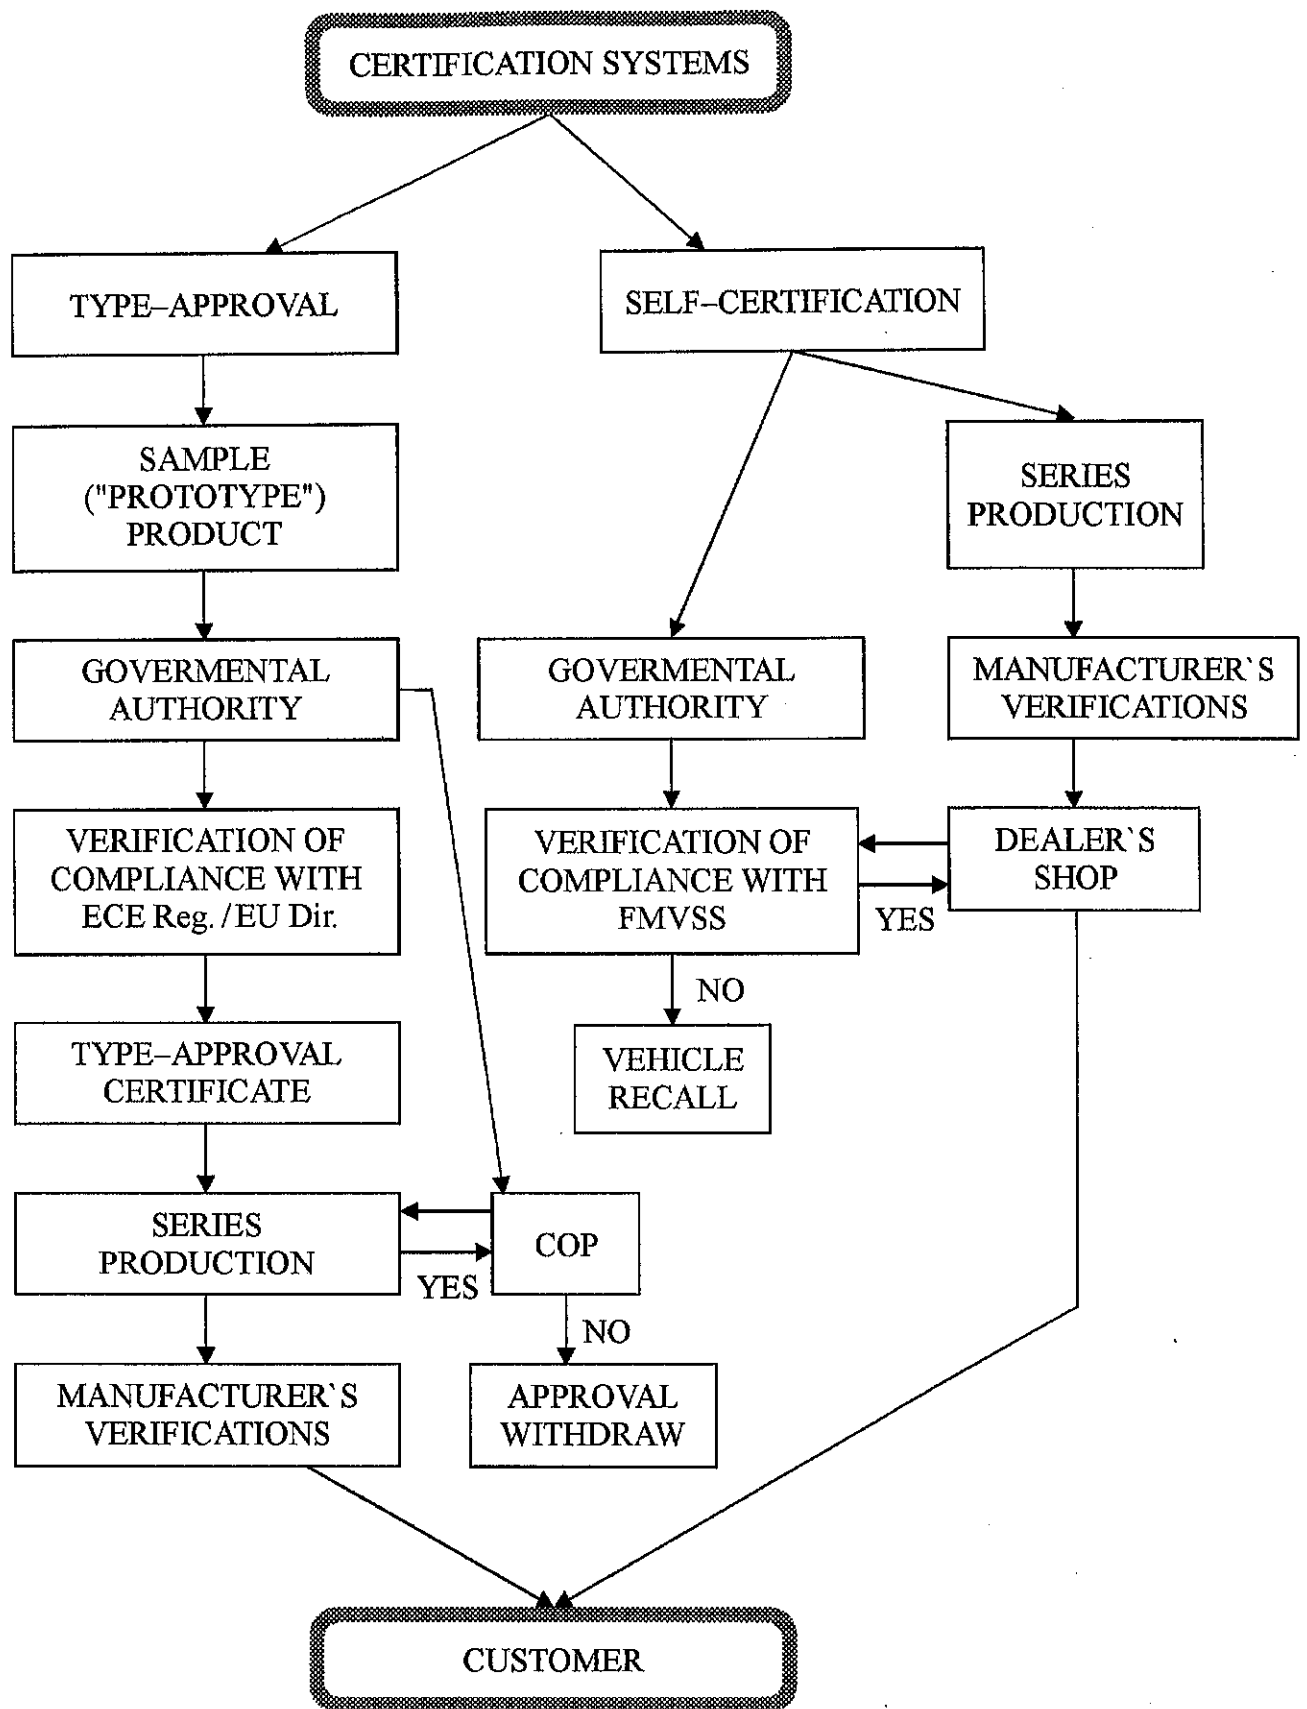 CERTIFICATION SYSTEMS
TYPE–APPROVAL
SELF–CERTIFICATION
SAMPLE
("PROTOTYPE")
PRODUCT
SERIES
PRODUCTION
GOVERMENTAL
AUTHORITY
GOVERMENTAL
AUTHORITY
MANUFACTURER`S
VERIFICATIONS
VERIFICATION OF
COMPLIANCE WITH
ECE Reg. / EU Dir.
VERIFICATION OF
COMPLIANCE WITH
FMVSS
YES
DEALER`S
SHOP
NO
TYPE–APPROVAL
CERTIFICATE
VEHICLE
RECALL
SERIES
PRODUCTION
YES
COP
NO
MANUFACTURER`S
VERIFICATIONS
APPROVAL
WITHDRAW
CUSTOMER